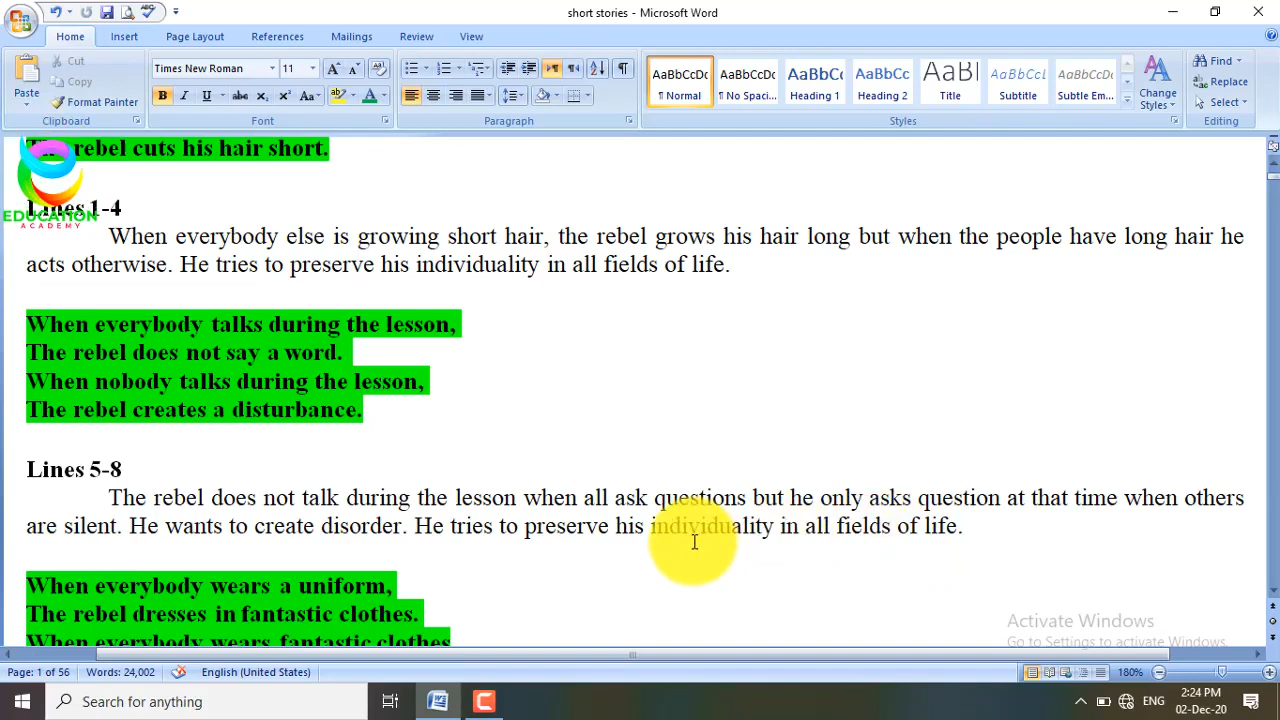 short stories - Microsoft Word
Home Insert Page Layout References Mailings Review View
Paste
Cut
Copy
Format Painter
Clipboard
Times New Roman 11
Font
Paragraph
AaBbCcDc AaBbCcDc AaBbC AaBbCc AaBl AaBbCcL AaBbCcDc
¶ Normal ¶ No Spaci... Heading 1 Heading 2 Title Subtitle Subtle Em...
Change Styles
Styles
Find
Replace
Select
Editing
rebel cuts his hair short.
EDUCATION
ACADEMY
Lines 1-4
When everybody else is growing short hair, the rebel grows his hair long but when the people have long hair he
acts otherwise. He tries to preserve his individuality in all fields of life.
When everybody talks during the lesson,
The rebel does not say a word.
When nobody talks during the lesson,
The rebel creates a disturbance.
Lines 5-8
The rebel does not talk during the lesson when all ask questions but he only asks question at that time when others
are silent. He wants to create disorder. He tries to preserve his individuality in all fields of life.
When everybody wears a uniform,
The rebel dresses in fantastic clothes.
When everybody wears fantastic clothes
Activate Windows
Go to Settings to activate Windows.
Page: 1 of 56 Words: 24,002 English (United States) 180%
Search for anything
ENG
2:24 PM
02-Dec-20